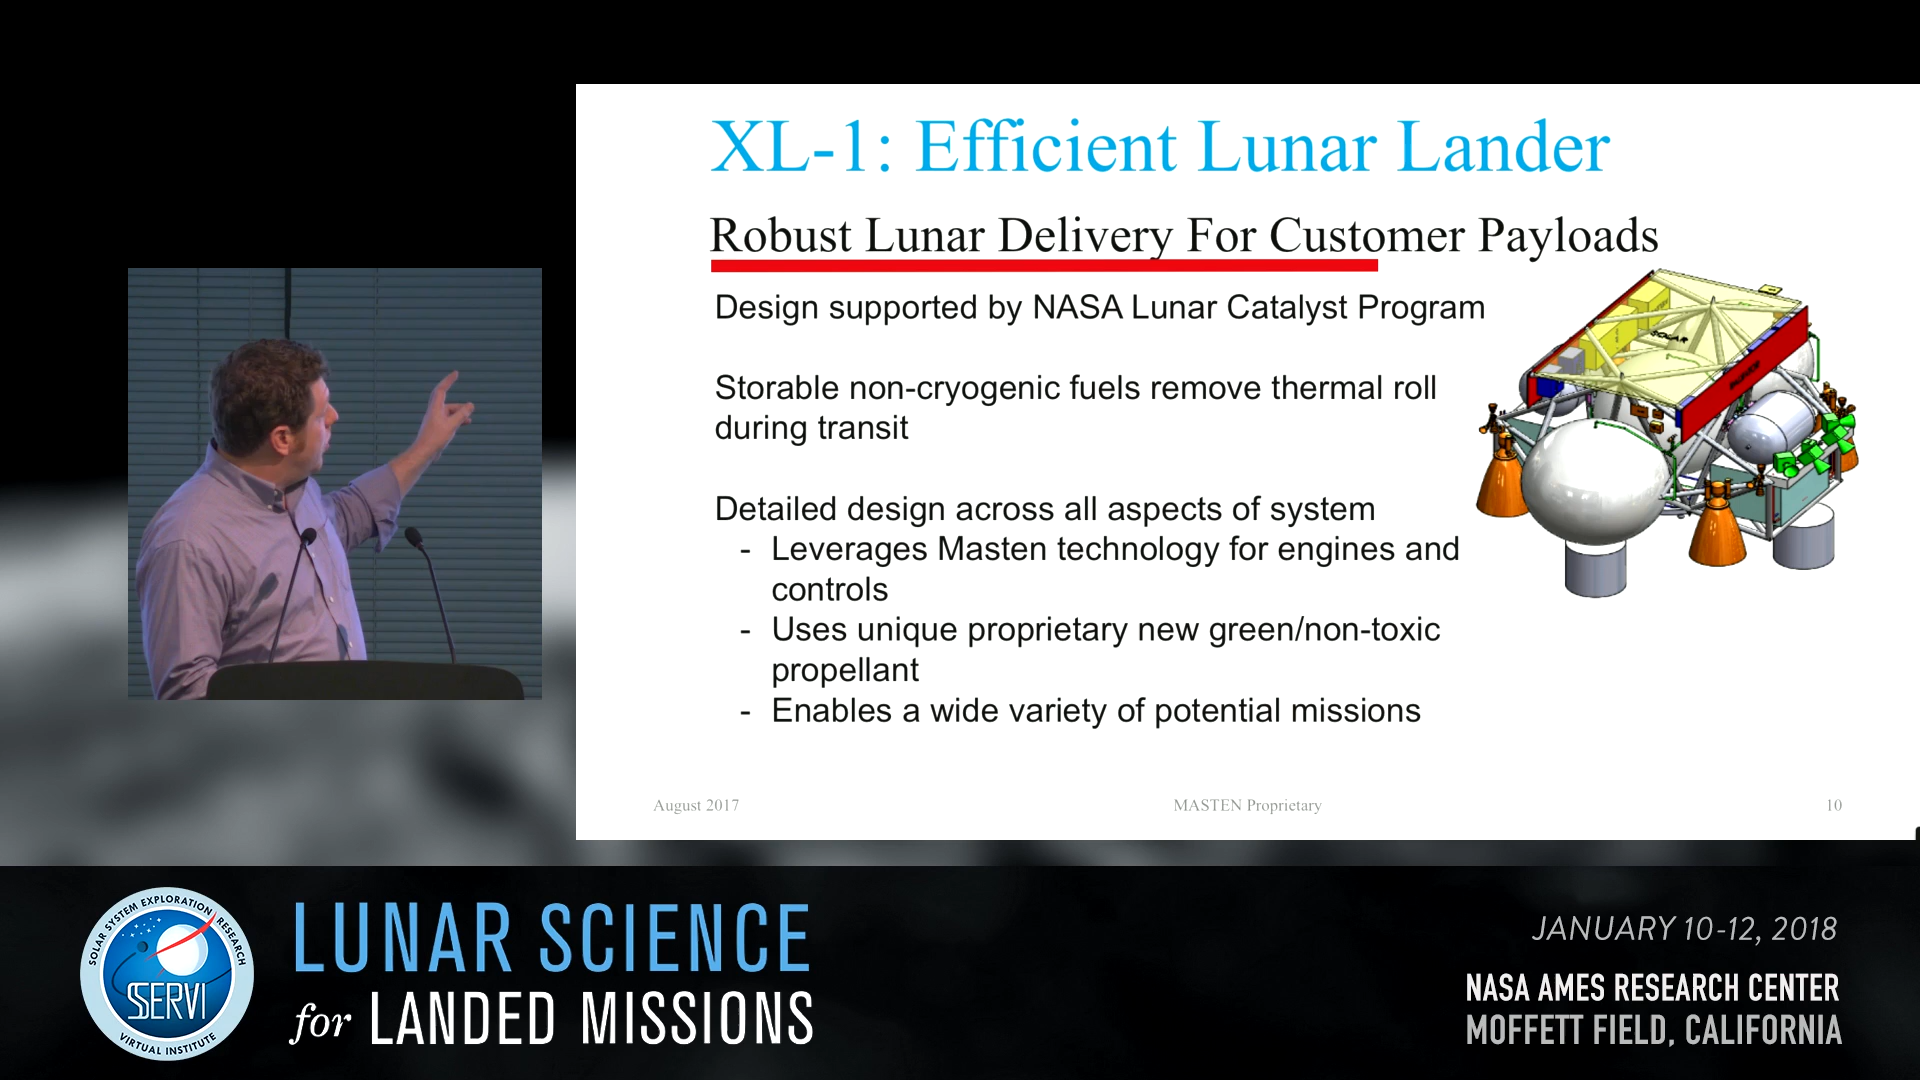 XL-1: Efficient Lunar Lander
Robust Lunar Delivery For Customer Payloads
Design supported by NASA Lunar Catalyst Program
Storable non-cryogenic fuels remove thermal roll
during transit
Detailed design across all aspects of system
- Leverages Masten technology for engines and
controls
- Uses unique proprietary new green/non-toxic
propellant
- Enables a wide variety of potential missions
SOLAR
August 2017
MASTEN Proprietary
10
SOLAR SYSTEM EXPLORATION RESEARCH
SSERVI
VIRTUAL INSTITUTE
LUNAR SCIENCE
for LANDED MISSIONS
JANUARY 10-12, 2018
NASA AMES RESEARCH CENTER
MOFFETT FIELD, CALIFORNIA